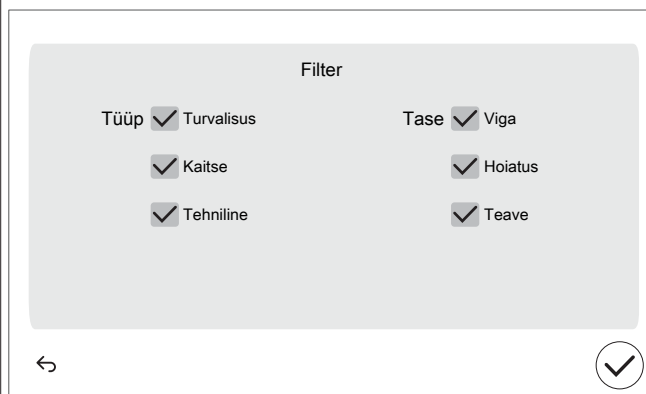 Filter
Tüüp Turvalisus Tase Viga
Kaitse Hoiatus
Tehniline Teave